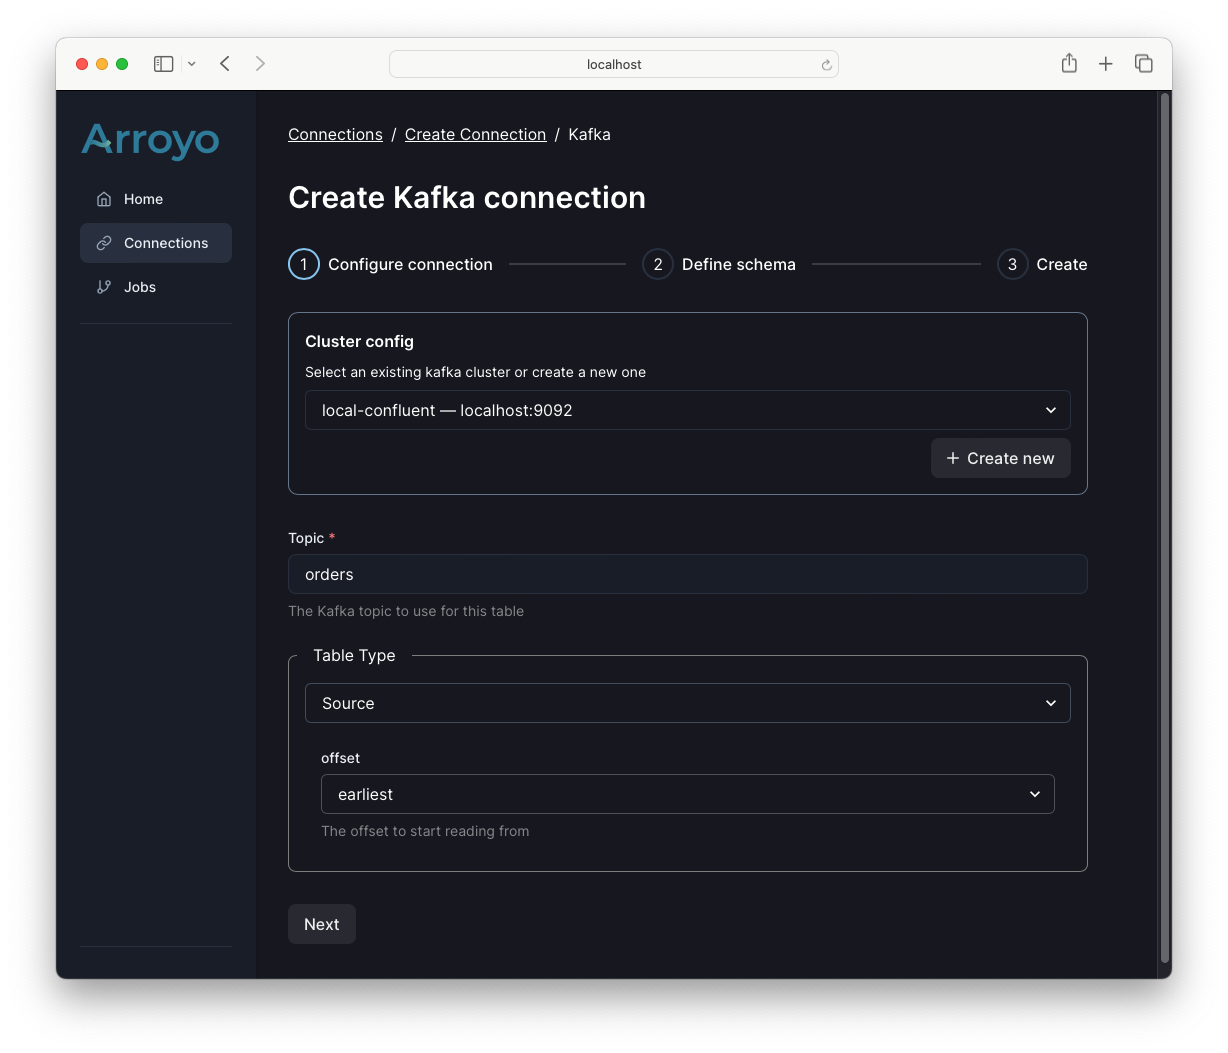 localhost
Arroyo
Home
Connections
Jobs
Connections / Create Connection / Kafka
Create Kafka connection
1 Configure connection 2 Define schema 3 Create
Cluster config
Select an existing kafka cluster or create a new one
local-confluent — localhost:9092
+ Create new
Topic *
orders
The Kafka topic to use for this table
Table Type
Source
offset
earliest
The offset to start reading from
Next